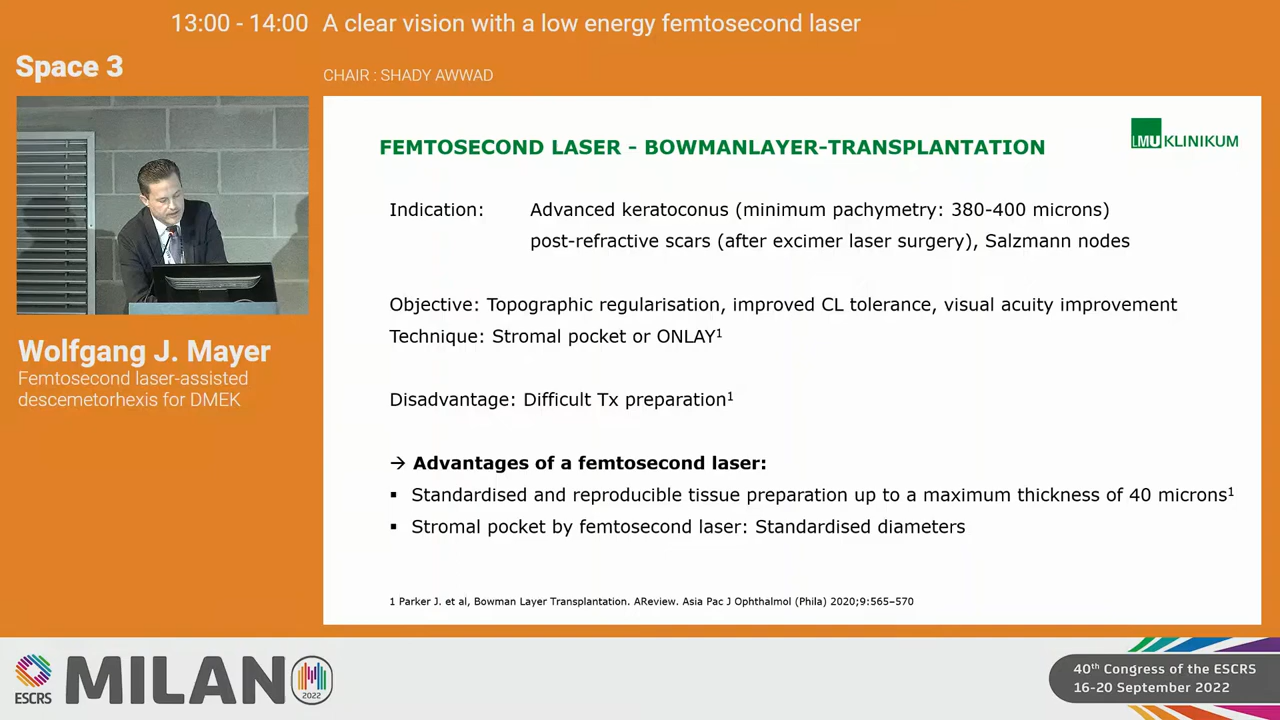 13:00 - 14:00 A clear vision with a low energy femtosecond laser
Space 3
CHAIR : SHADY AWWAD
FEMTOSECOND LASER - BOWMANLAYER-TRANSPLANTATION
LMU KLINIKUM
Indication: Advanced keratoconus (minimum pachymetry: 380-400 microns)
post-refractive scars (after excimer laser surgery), Salzmann nodes
Objective: Topographic regularisation, improved CL tolerance, visual acuity improvement
Technique: Stromal pocket or ONLAY¹
Disadvantage: Difficult Tx preparation¹
→ Advantages of a femtosecond laser:
▪ Standardised and reproducible tissue preparation up to a maximum thickness of 40 microns¹
▪ Stromal pocket by femtosecond laser: Standardised diameters
1 Parker J. et al, Bowman Layer Transplantation. AReview. Asia Pac J Ophthalmol (Phila) 2020;9:565–570
Wolfgang J. Mayer
Femtosecond laser-assisted
descemetorhexis for DMEK
ESCRS
MILANO
2022
40th Congress of the ESCRS
16-20 September 2022